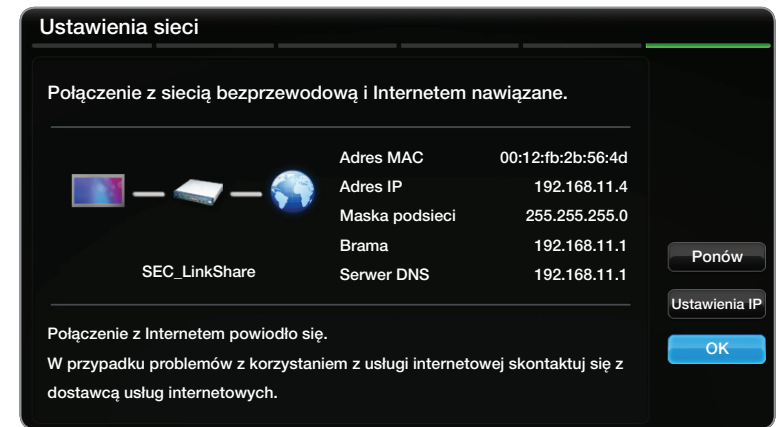 Ustawienia sieci
Połączenie z siecią bezprzewodową i Internetem nawiązane.
Adres MAC 00:12:fb:2b:56:4d
Adres IP 192.168.11.4
Maska podsieci 255.255.255.0
Brama 192.168.11.1
Serwer DNS 192.168.11.1
SEC_LinkShare
Połączenie z Internetem powiodło się.
W przypadku problemów z korzystaniem z usługi internetowej skontaktuj się z
dostawcą usług internetowych.
Ponów
Ustawienia IP
OK